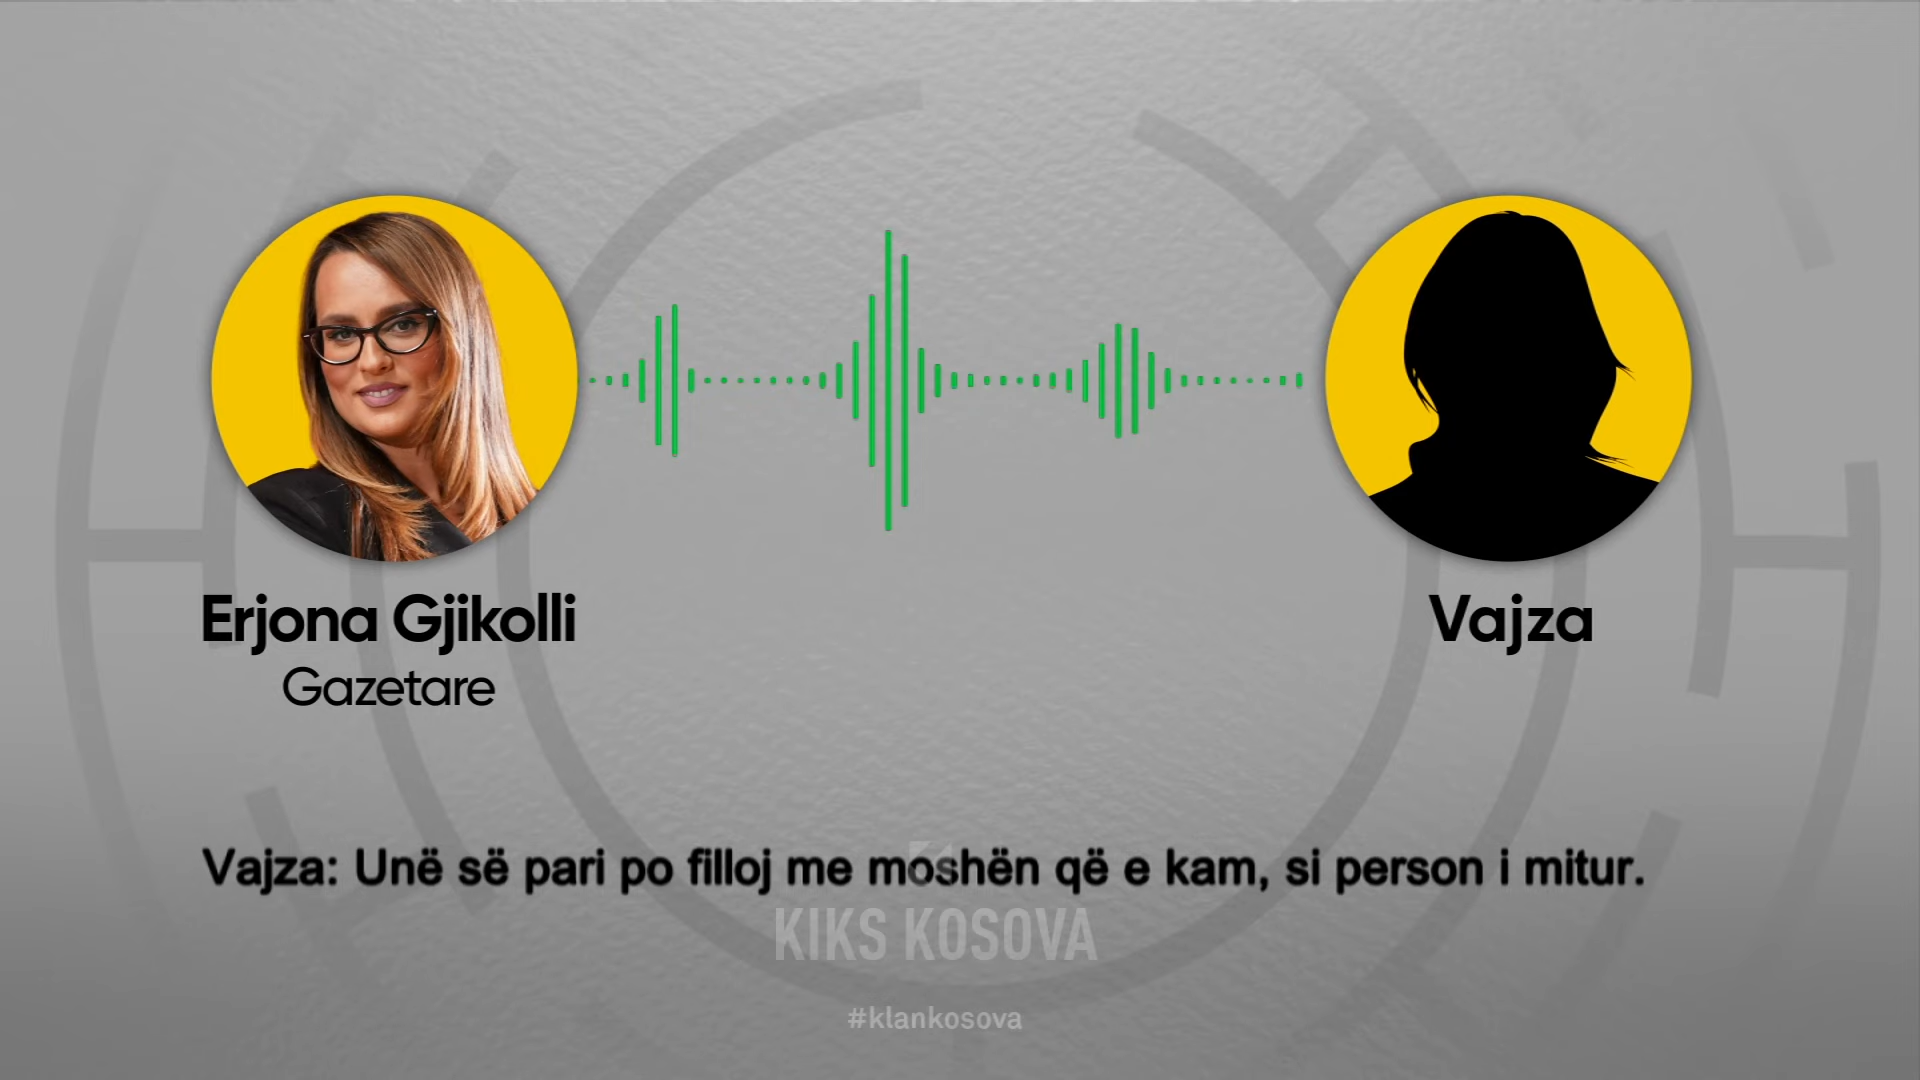 Erjona Gjikolli
Gazetare
Vajza
Vajza: Unë së pari po filloj me moshën që e kam, si person i mitur.
KIKS KOSOVA
#klankosova